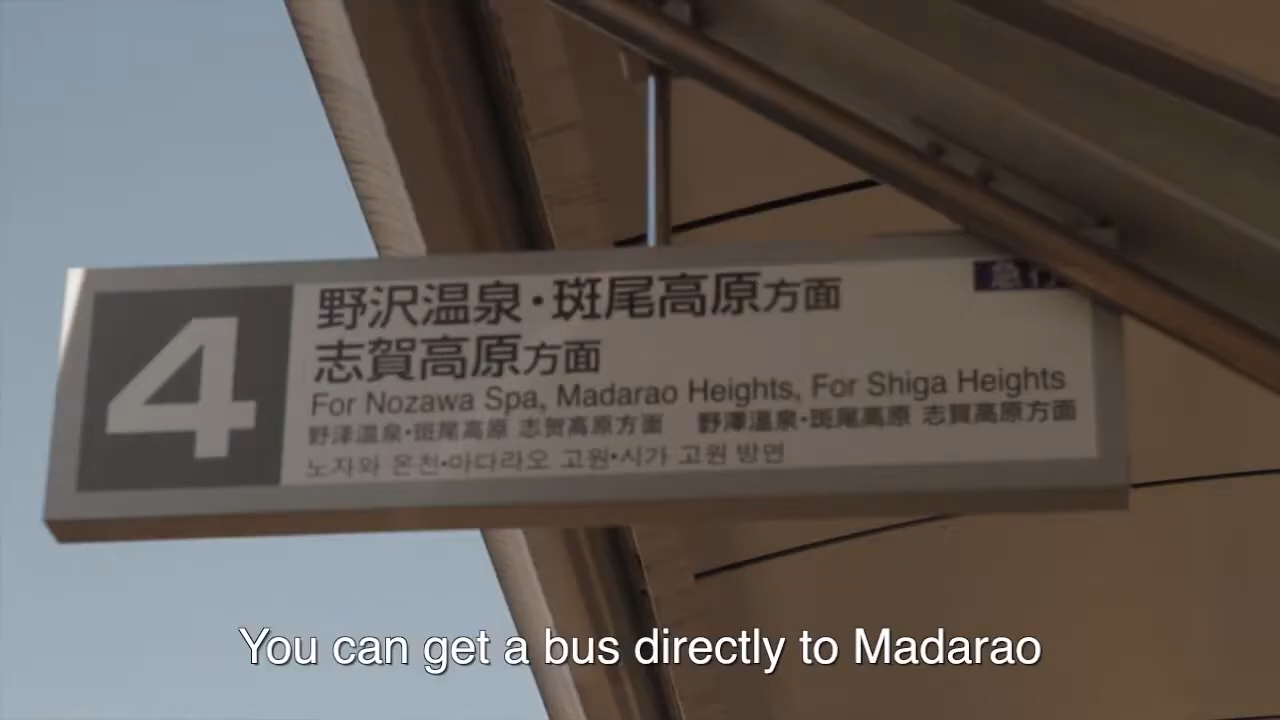 4
野沢温泉・斑尾高原方面
志賀高原方面
For Nozawa Spa, Madarao Heights, For Shiga Heights
野泽温泉・斑尾高原 志贺高原方面 野澤溫泉・斑尾高原 志賀高原方面
노자와 온천•마다라오 고원•시가 고원 방면
You can get a bus directly to Madarao